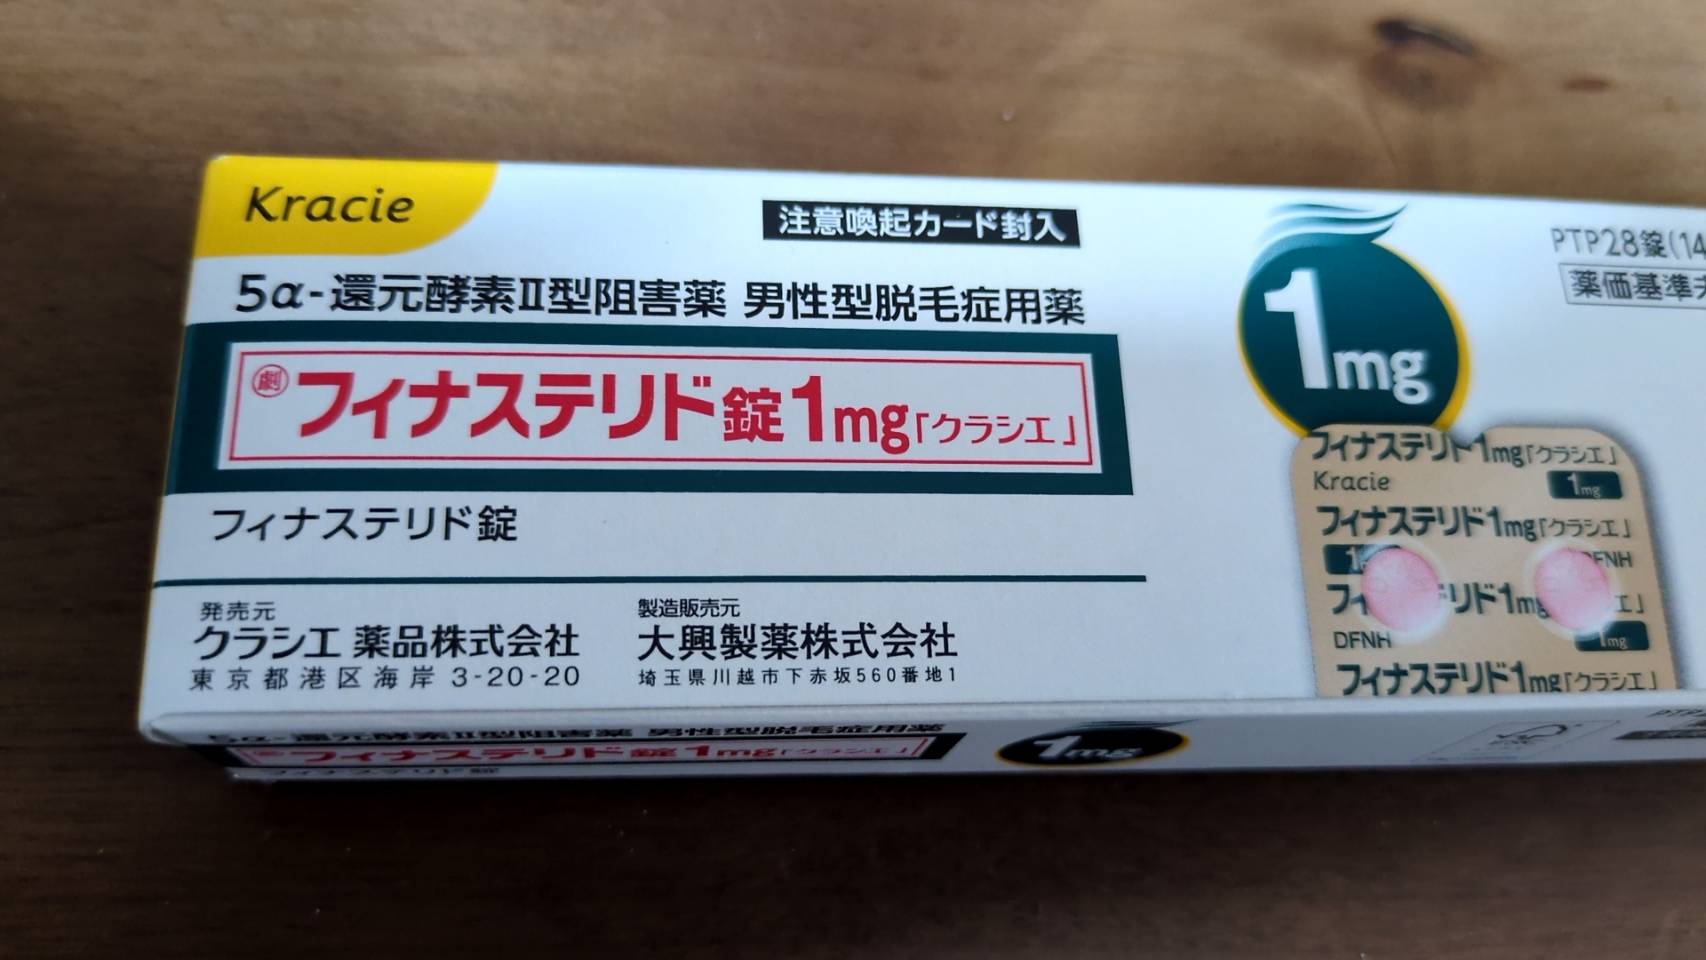 Kracie
注意喚起カード封入
5α-還元酵素Ⅱ型阻害薬 男性型脱毛症用薬
劇 フィナステリド錠1mg「クラシエ」
フィナステリド錠
発売元
クラシエ 薬品株式会社
東京都港区海岸 3-20-20
製造販売元
大興製薬株式会社
埼玉県川越市下赤坂560番地1
1mg
PTP28錠(14
薬価基準
フィナステリド1mg「クラシエ」
Kracie
1mg
フィナステリド1mg「クラシエ」
DFNH
DFNH
1mg
フィナステリド1mg「クラシエ」
5α-還元酵素Ⅱ型阻害薬 男性型脱毛症用薬
フィナステリド錠1mg「クラシエ」
フィナステリド錠
1mg